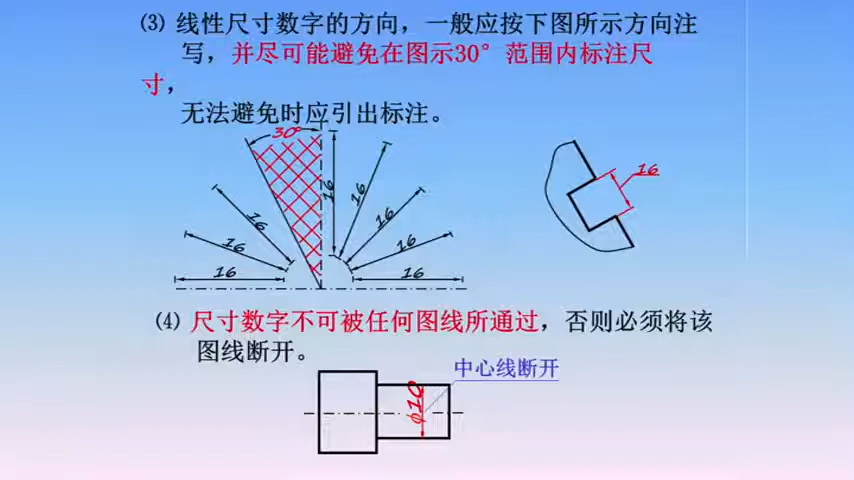 (3) 线性尺寸数字的方向，一般应按下图所示方向注
写，并尽可能避免在图示30°范围内标注尺
寸，
无法避免时应引出标注。
30°
16
16
16
16
16
16
16
16
16
(4) 尺寸数字不可被任何图线所通过，否则必须将该
图线断开。
中心线断开
φ10